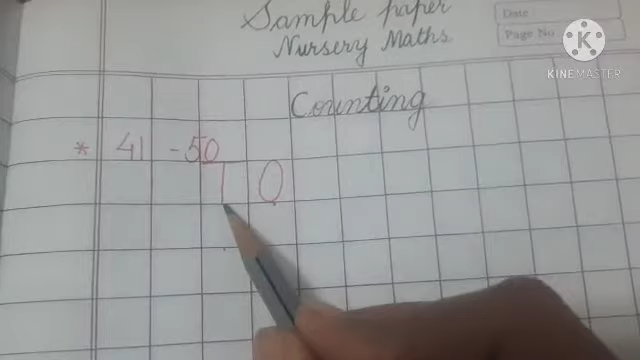 Sample paper
Date:
Nursery Maths
Page No.
KINEMASTER
Counting
* 41 - 50
1 0